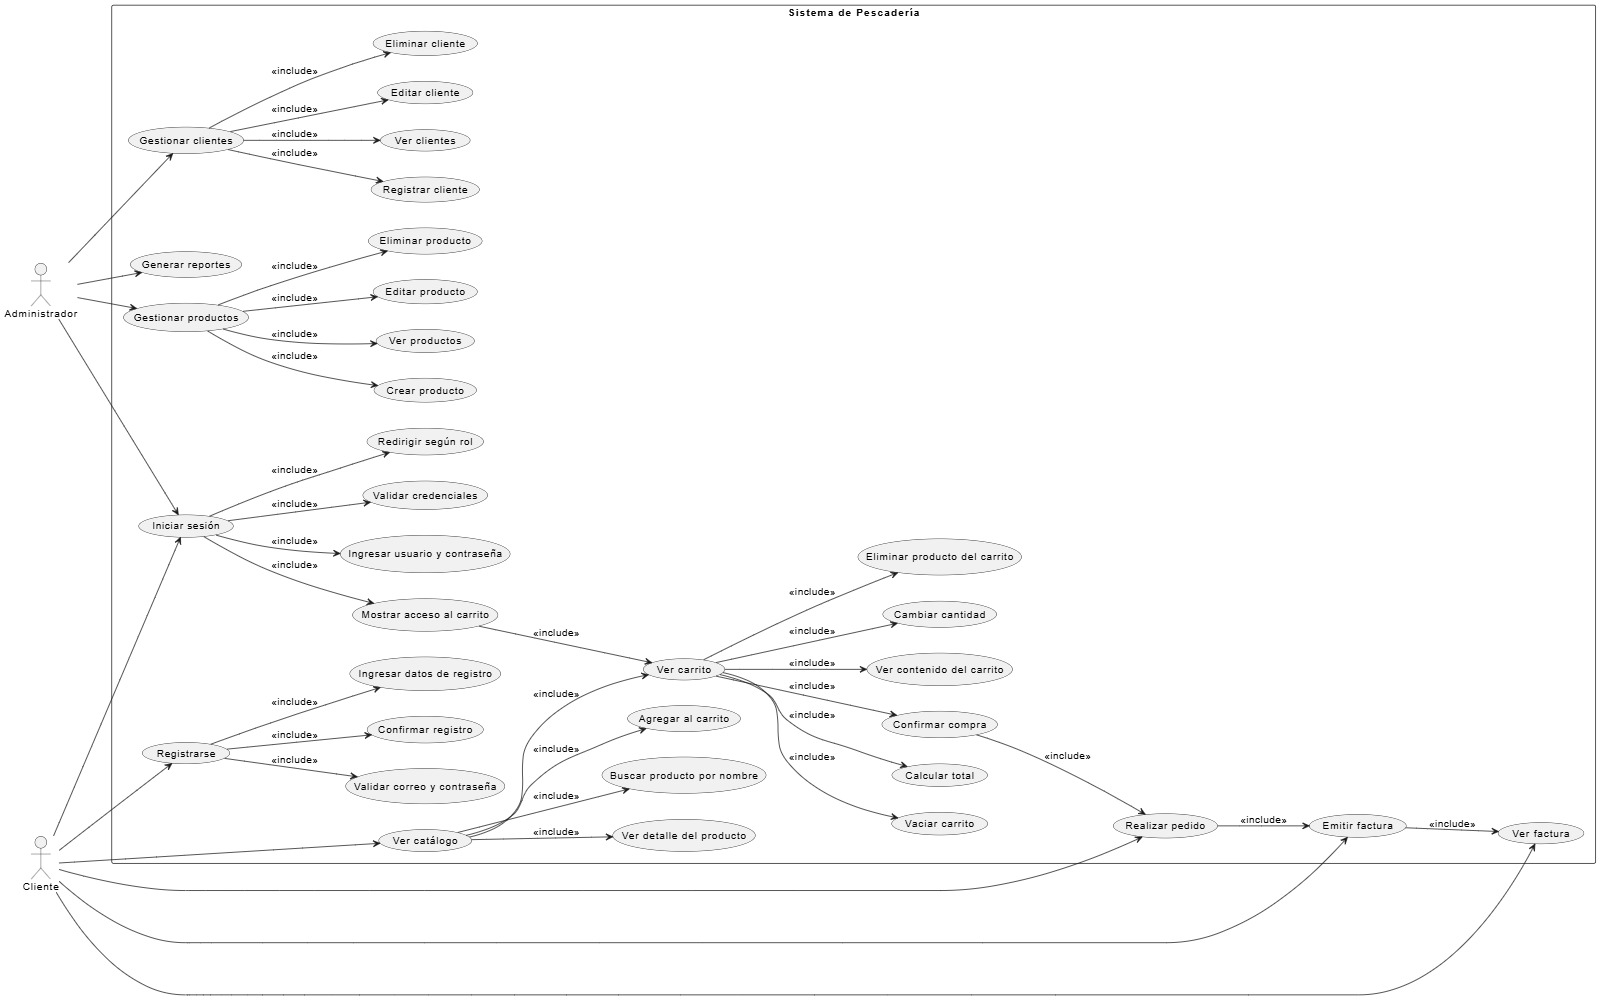 Sistema de Pescadería
Eliminar cliente
«include»
Editar cliente
«include»
Gestionar clientes
«include»
Ver clientes
«include»
Registrar cliente
Eliminar producto
Generar reportes
«include»
Editar producto
«include»
Administrador
Gestionar productos
«include»
Ver productos
«include»
Crear producto
Redirigir según rol
«include»
Validar credenciales
«include»
Iniciar sesión
«include»
Ingresar usuario y contraseña
«include»
Mostrar acceso al carrito
«include»
Eliminar producto del carrito
«include»
Cambiar cantidad
«include»
Ver carrito
«include»
Ver contenido del carrito
«include»
Confirmar compra
«include»
«include»
Calcular total
«include»
Vaciar carrito
Ingresar datos de registro
«include»
Confirmar registro
«include»
Registrarse
«include»
Validar correo y contraseña
«include»
«include»
Agregar al carrito
Buscar producto por nombre
«include»
Ver catálogo
«include»
Ver detalle del producto
«include»
Realizar pedido
«include»
Emitir factura
«include»
Ver factura
Cliente